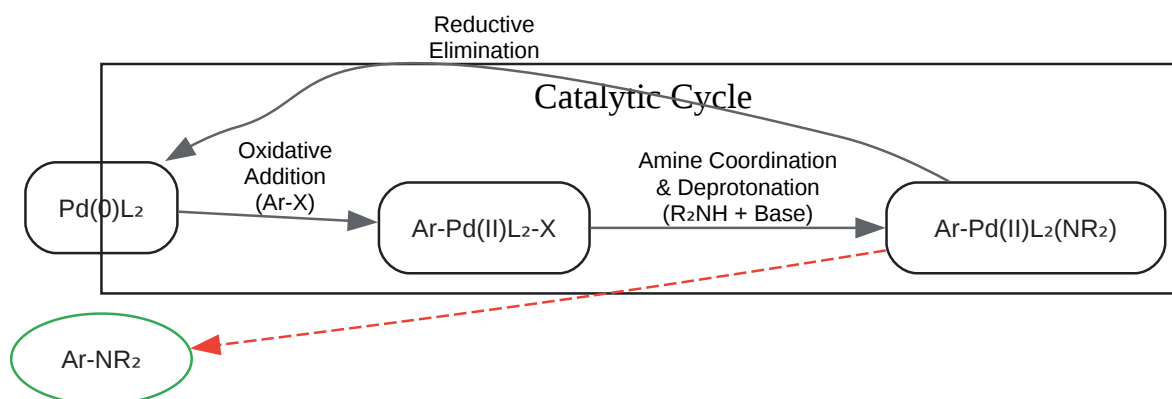 Reductive
Elimination
Catalytic Cycle
Oxidative
Addition
(Ar-X)
Amine Coordination
& Deprotonation
(R₂NH + Base)
Pd(0)L₂
Ar-Pd(II)L₂-X
Ar-Pd(II)L₂(NR₂)
Ar-NR₂